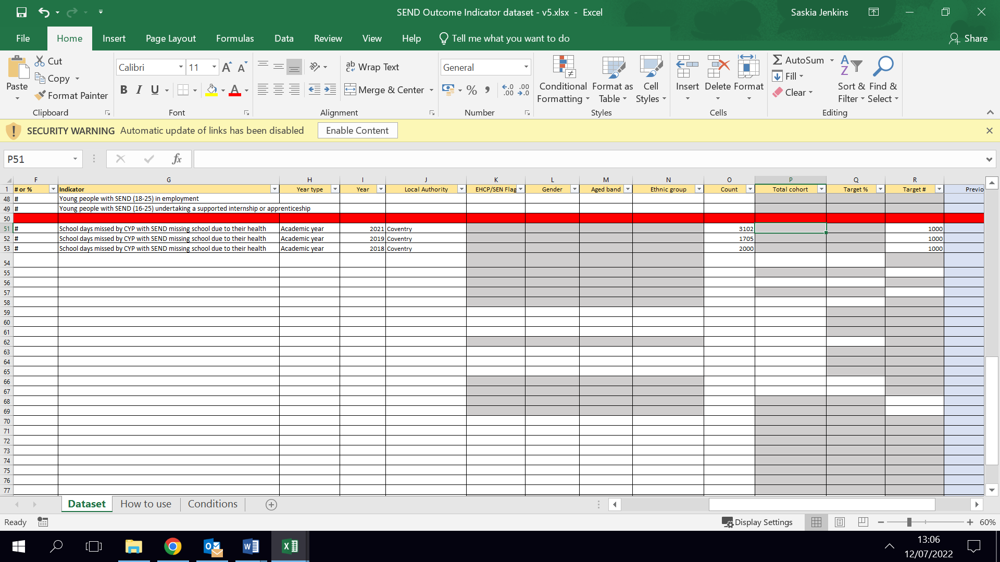 SEND Outcome Indicator dataset - v5.xlsx - Excel
Saskia Jenkins
File Home Insert Page Layout Formulas Data Review View Help Tell me what you want to do Share
Cut
Copy
Format Painter
Paste
Clipboard
Calibri 11
B I U
Font
Wrap Text
Merge & Center
Alignment
General
Number
Conditional Formatting
Format as Table
Cell Styles
Styles
Insert Delete Format
Cells
AutoSum
Fill
Clear
Sort & Filter
Find & Select
Editing
SECURITY WARNING Automatic update of links has been disabled Enable Content
P51 fx
F G H I J K L M N O P Q R
1 # or % Indicator Year type Year Local Authority EHCP/SEN Flag Gender Aged band Ethnic group Count Total cohort Target % Target # Previo
48 # Young people with SEND (18-25) in employment
49 # Young people with SEND (16-25) undertaking a supported internship or apprenticeship
50
51 # School days missed by CYP with SEND missing school due to their health Academic year 2021 Coventry 3102 1000
52 # School days missed by CYP with SEND missing school due to their health Academic year 2019 Coventry 1705 1000
53 # School days missed by CYP with SEND missing school due to their health Academic year 2018 Coventry 2000 1000
54
55
56
57
58
59
60
61
62
63
64
65
66
67
68
69
70
71
72
73
74
75
76
77
Dataset How to use Conditions
Ready Display Settings 60%
13:06
12/07/2022